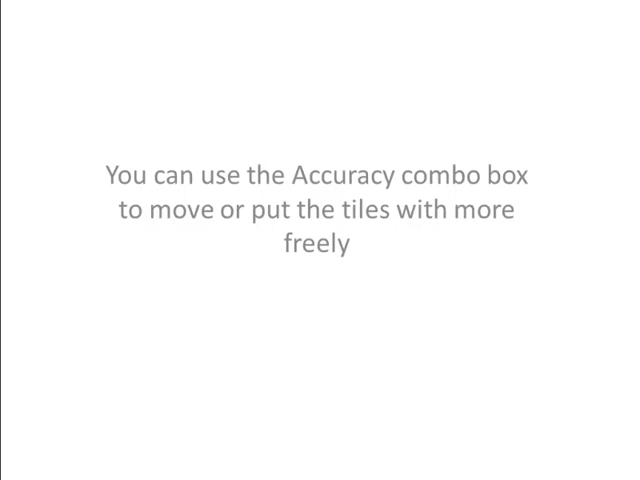 You can use the Accuracy combo box
to move or put the tiles with more
freely